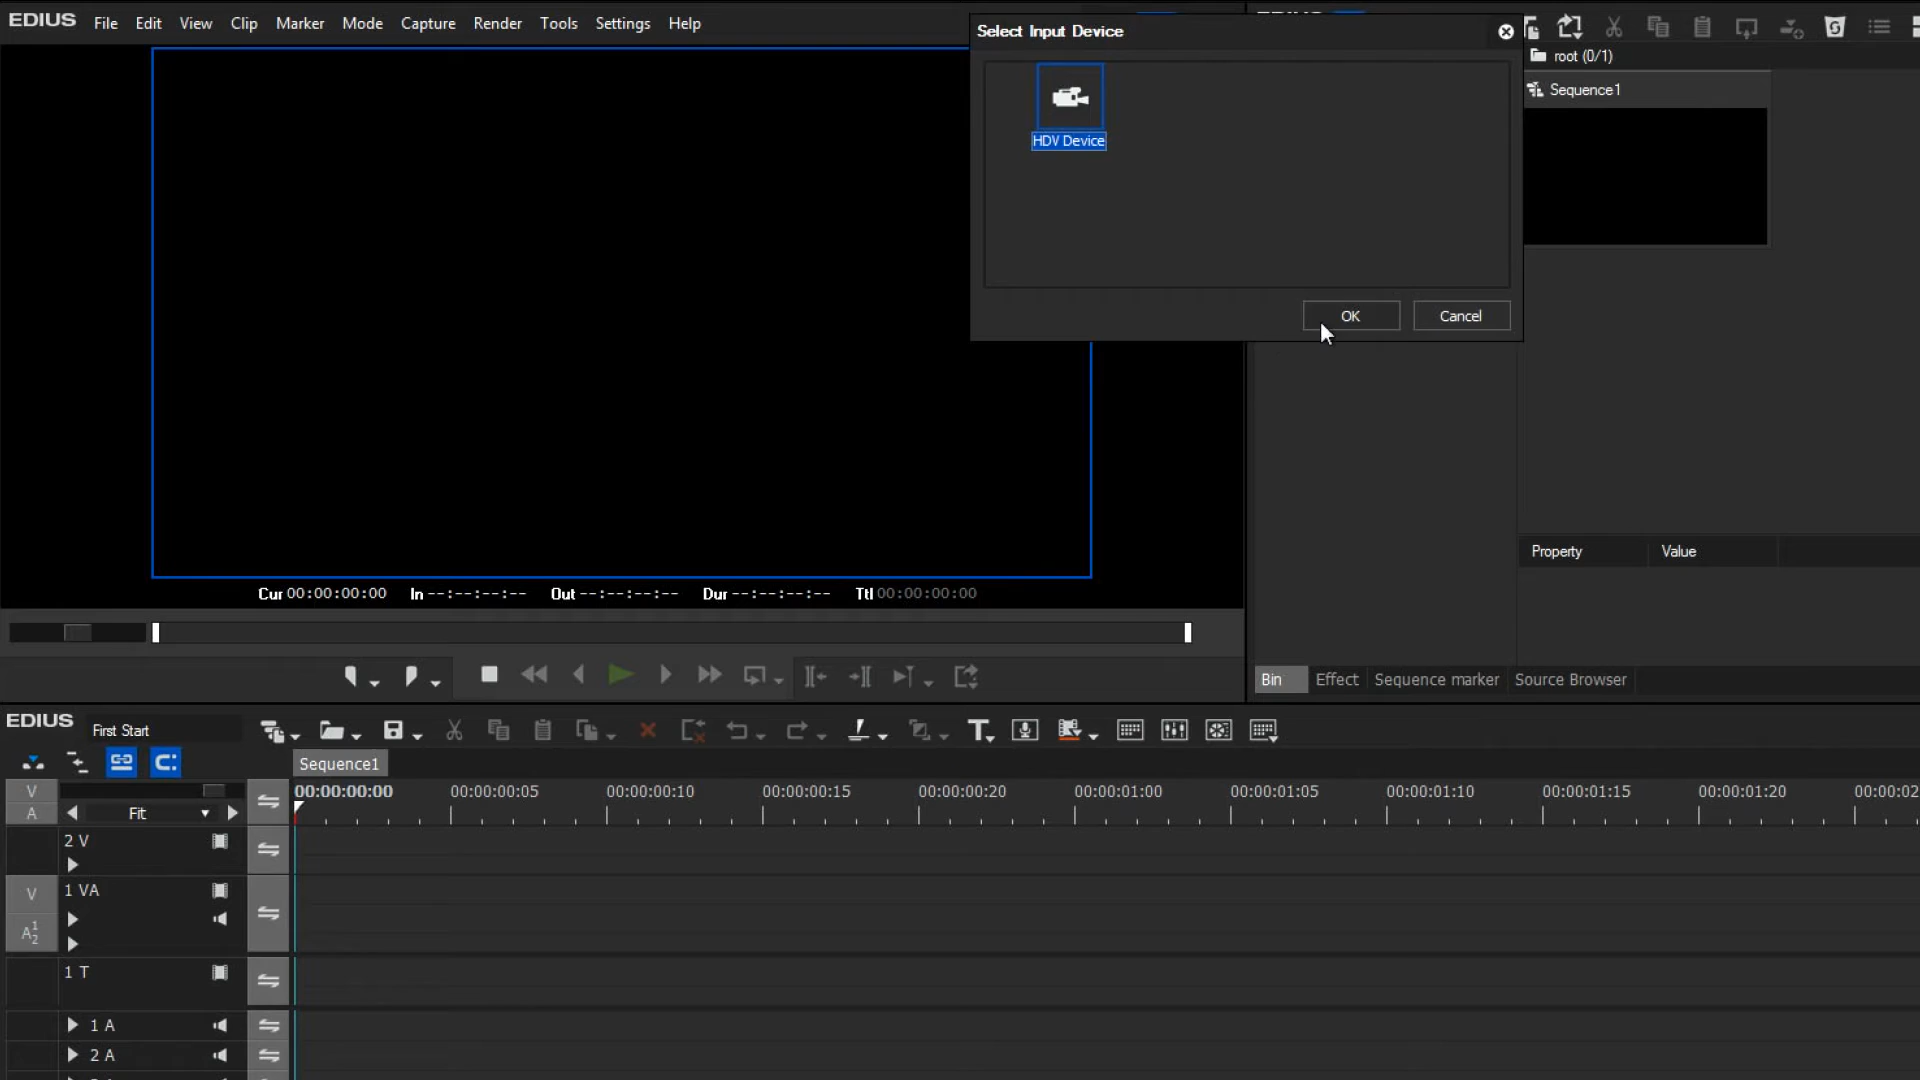 EDIUS File Edit View Clip Marker Mode Capture Render Tools Settings Help
Select Input Device
HDV Device
OK Cancel
root (0/1)
Sequence1
Cur 00:00:00:00 In --:--:--:-- Out --:--:--:-- Dur --:--:--:-- Ttl 00:00:00:00
Property Value
Bin Effect Sequence marker Source Browser
EDIUS First Start
Sequence1
V
A
Fit
00:00:00:00 00:00:00:05 00:00:00:10 00:00:00:15 00:00:00:20 00:00:01:00 00:00:01:05 00:00:01:10 00:00:01:15 00:00:01:20 00:00:02
2 V
V 1 VA
A 1 2
1 T
1 A
2 A